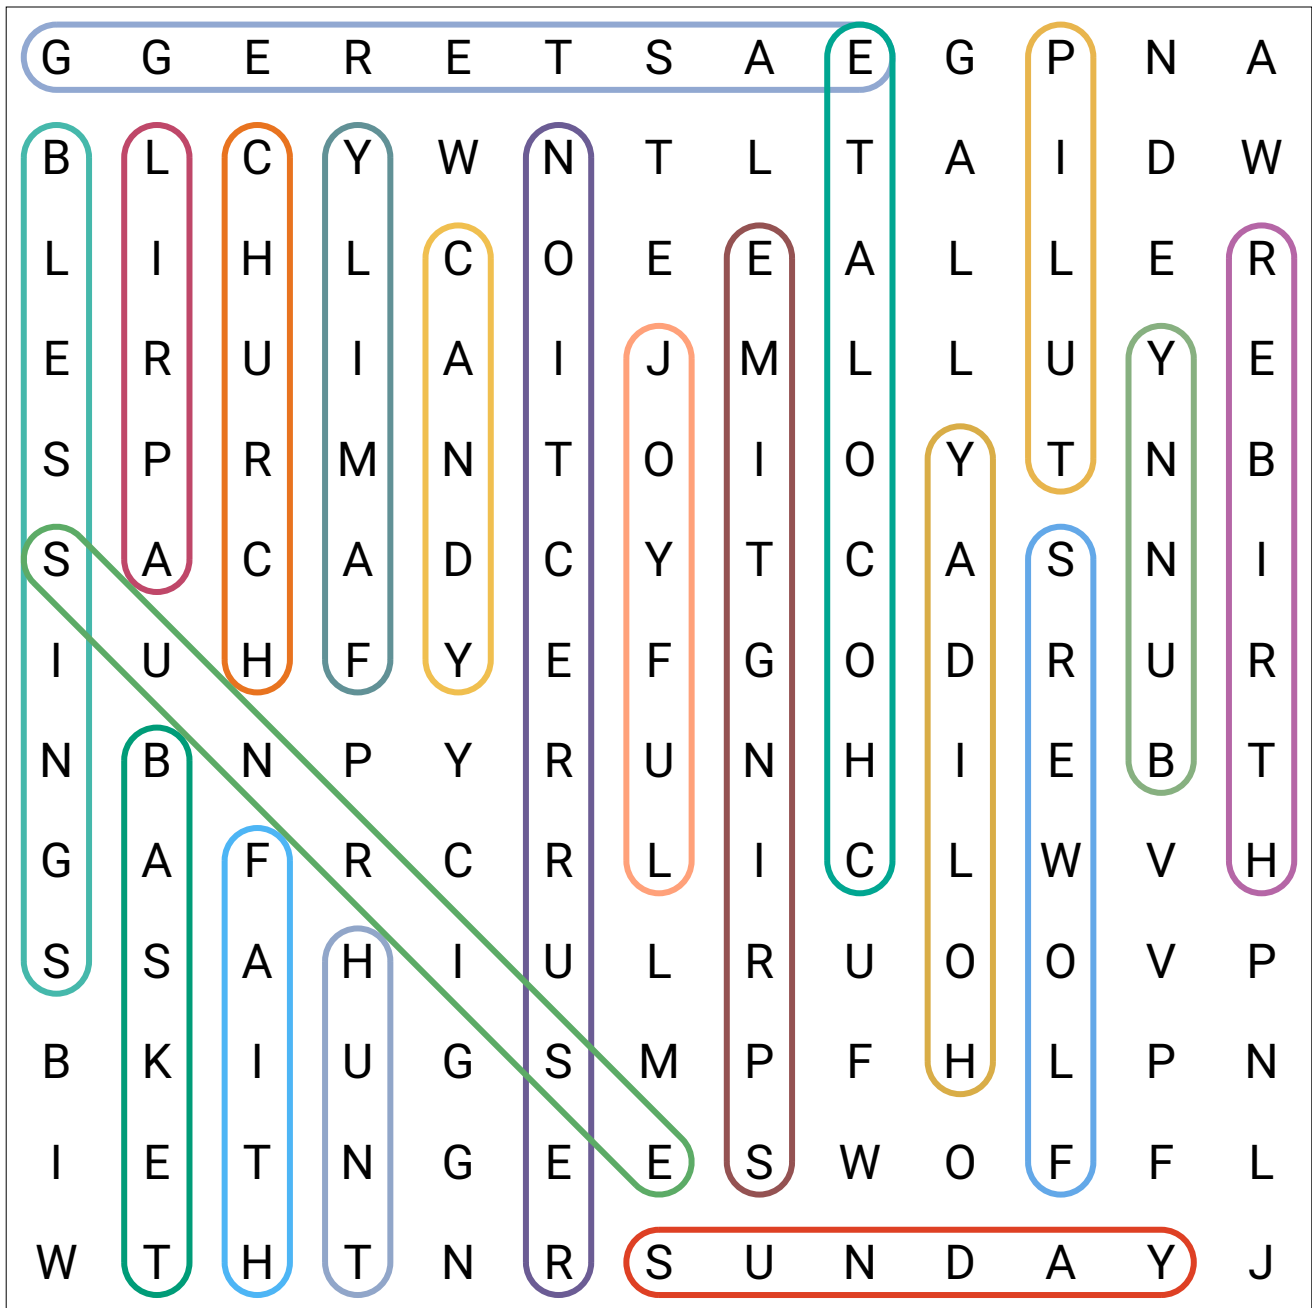 G G E R E T S A E G P N A
B L C Y W N T L T A I D W
L I H L C O E E A L L E R
E R U I A I J M L L U Y E
S P R M N T O I O Y T N B
S A C A D C Y T C A S N I
I U H F Y E F G O D R U R
N B N P Y R U N H I E B T
G A F R C R L I C L W V H
S S A H I U L R U O O V P
B K I U G S M P F H L P N
I E T N G E E S W O F F L
W T H T N R S U N D A Y J